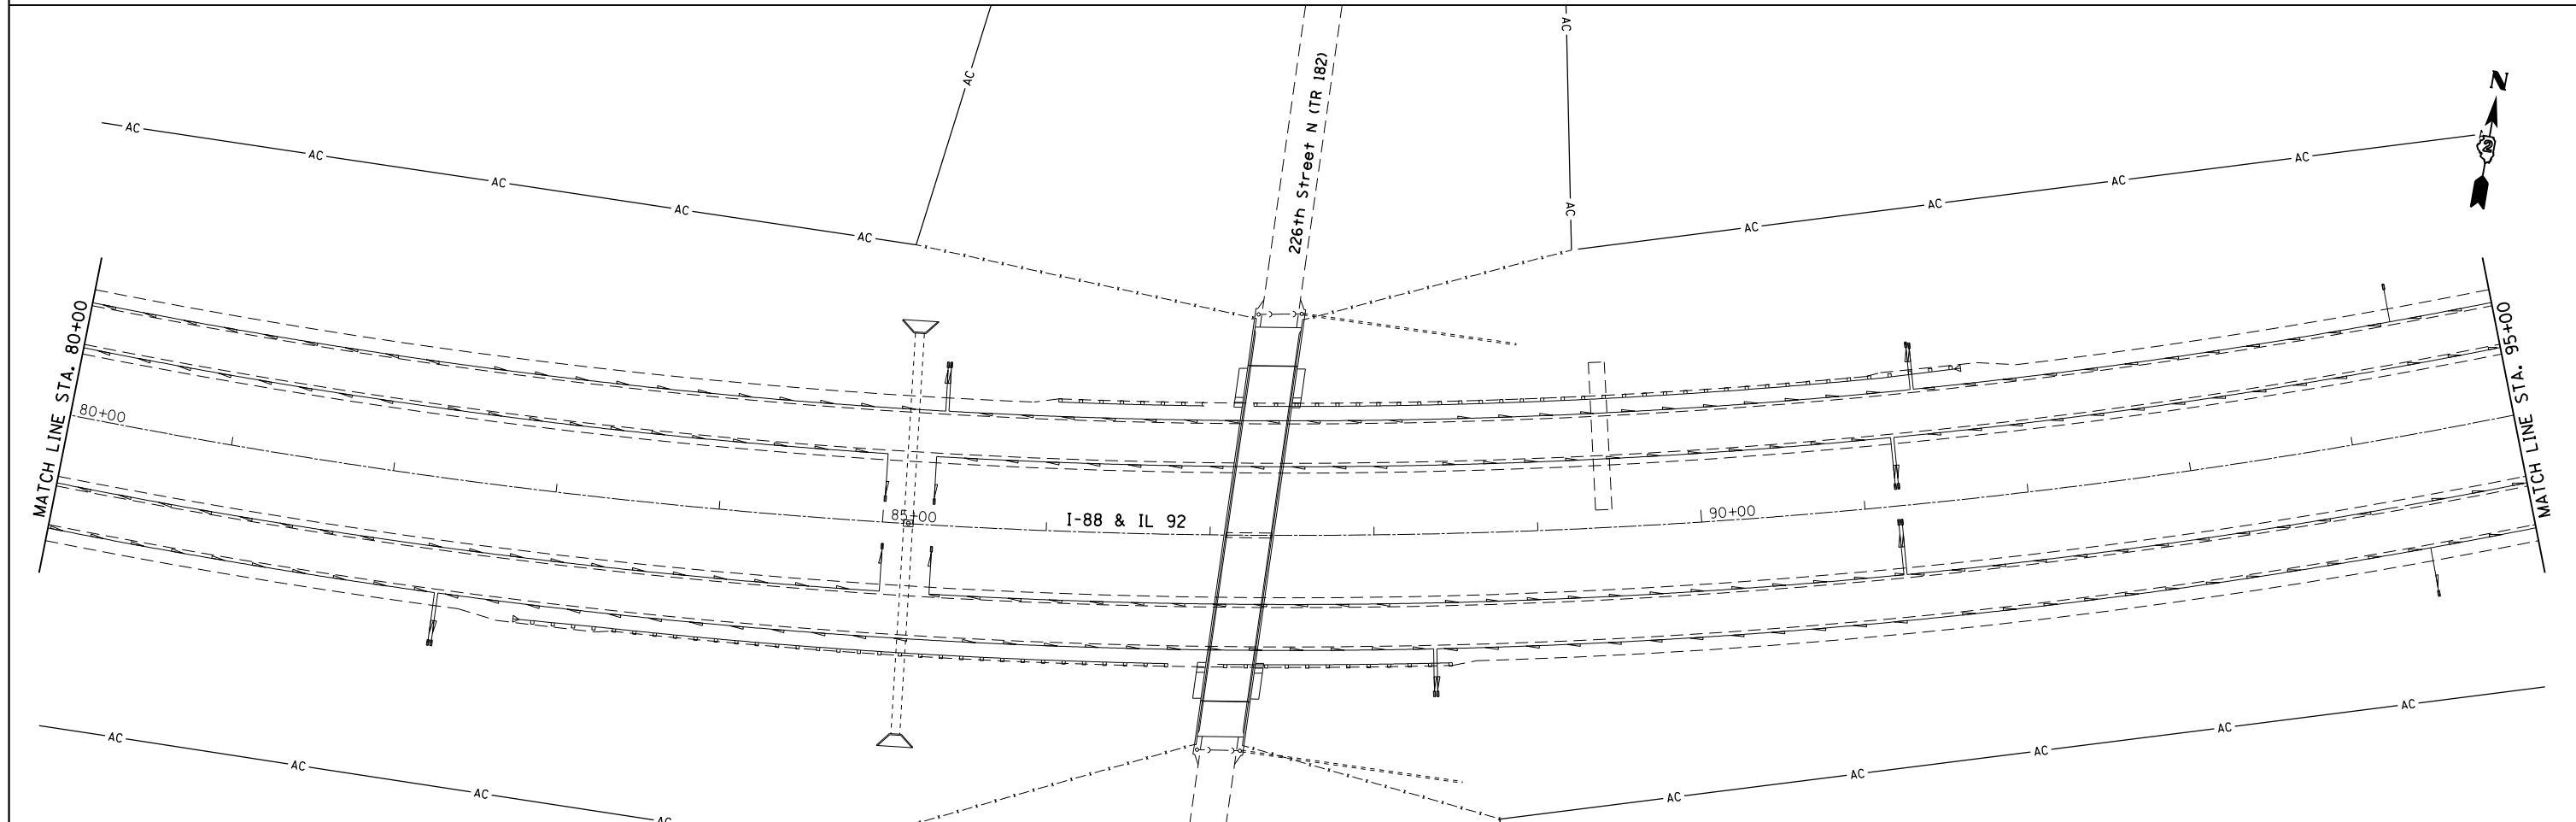 AC
AC
226th Street N (TR 182)
N
AC
AC
AC
AC
AC
AC
AC
AC
AC
AC
AC
MATCH LINE STA. 80+00
80+00
85+00
I-88 & IL 92
90+00
MATCH LINE STA. 95+00
AC
AC
AC
AC
AC
AC
AC
AC
AC